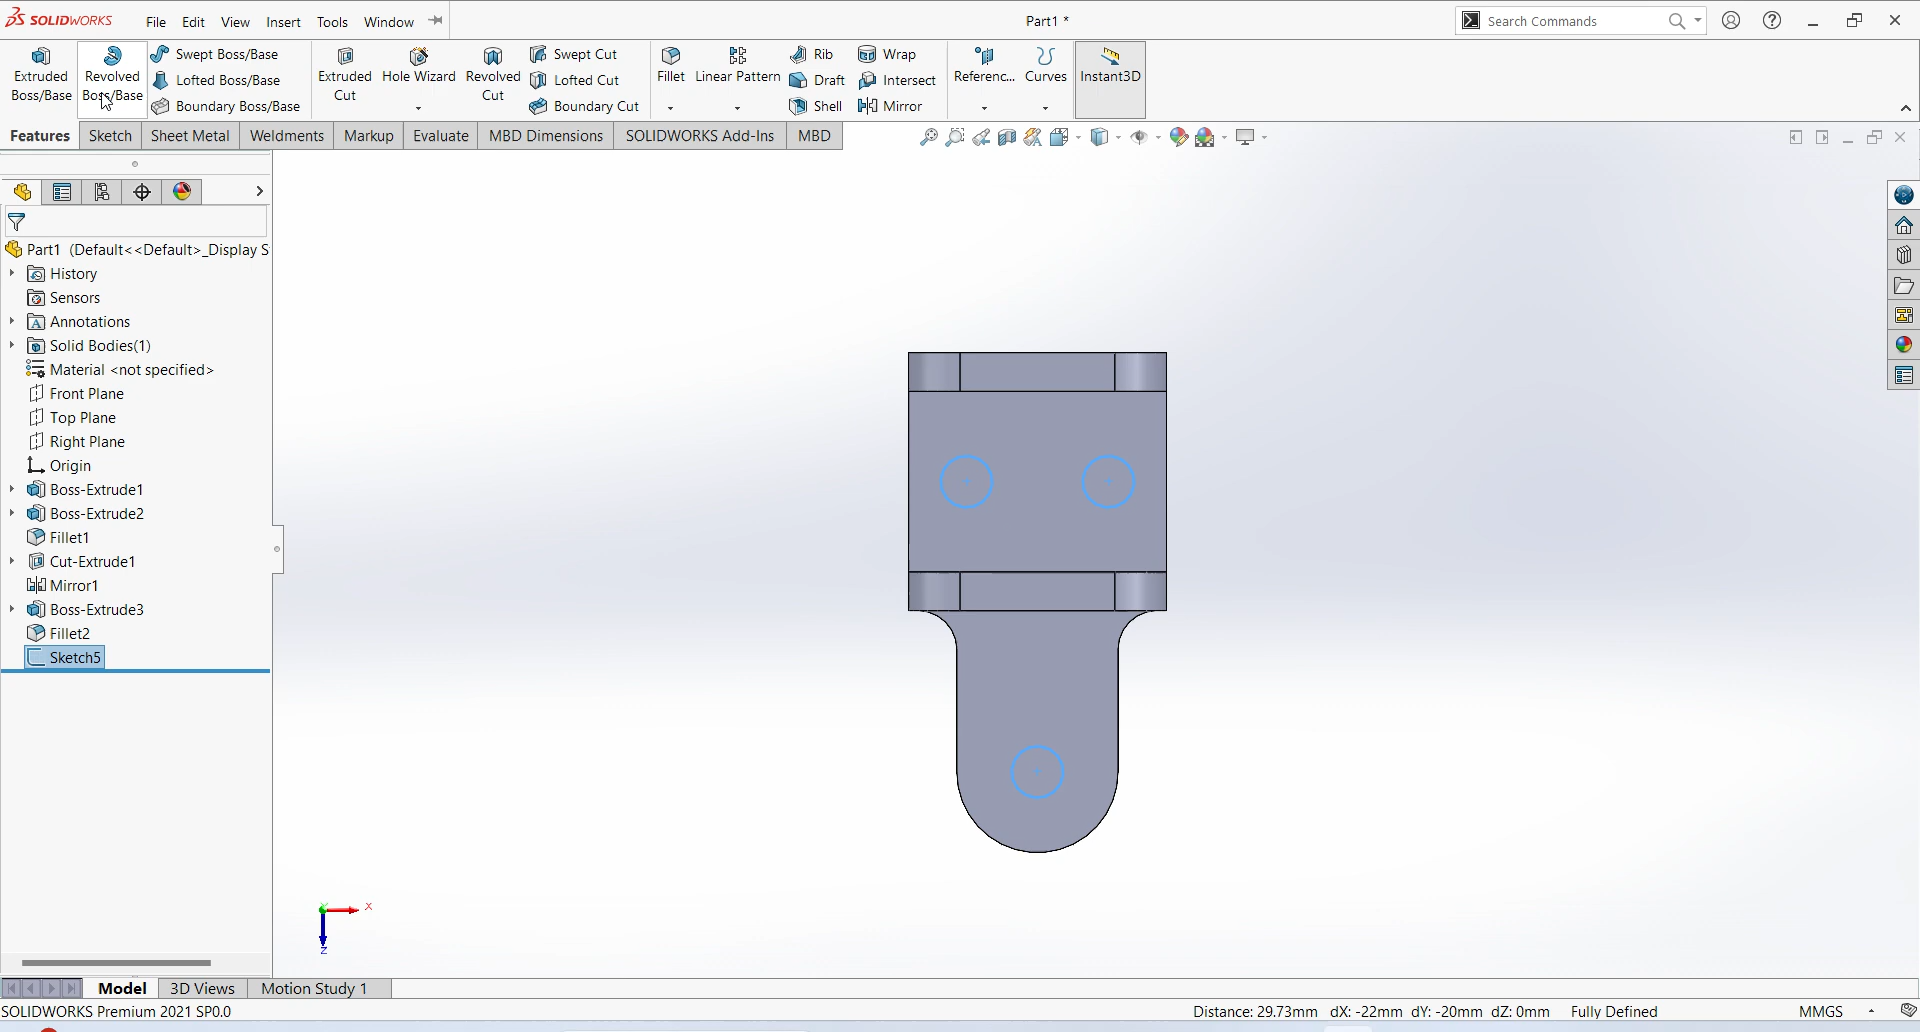 SOLIDWORKS File Edit View Insert Tools Window Part1 * Search Commands
Extruded Boss/Base Revolved Boss/Base Swept Boss/Base Lofted Boss/Base Boundary Boss/Base Extruded Cut Hole Wizard Revolved Cut Swept Cut Lofted Cut Boundary Cut Fillet Linear Pattern Rib Draft Shell Wrap Intersect Mirror Referenc... Curves Instant3D
Features Sketch Sheet Metal Weldments Markup Evaluate MBD Dimensions SOLIDWORKS Add-Ins MBD
Part1 (Default<<Default>_Display S
History
Sensors
Annotations
Solid Bodies(1)
Material <not specified>
Front Plane
Top Plane
Right Plane
Origin
Boss-Extrude1
Boss-Extrude2
Fillet1
Cut-Extrude1
Mirror1
Boss-Extrude3
Fillet2
Sketch5
X
Z
Model 3D Views Motion Study 1
SOLIDWORKS Premium 2021 SP0.0 Distance: 29.73mm dX: -22mm dY: -20mm dZ: 0mm Fully Defined MMGS